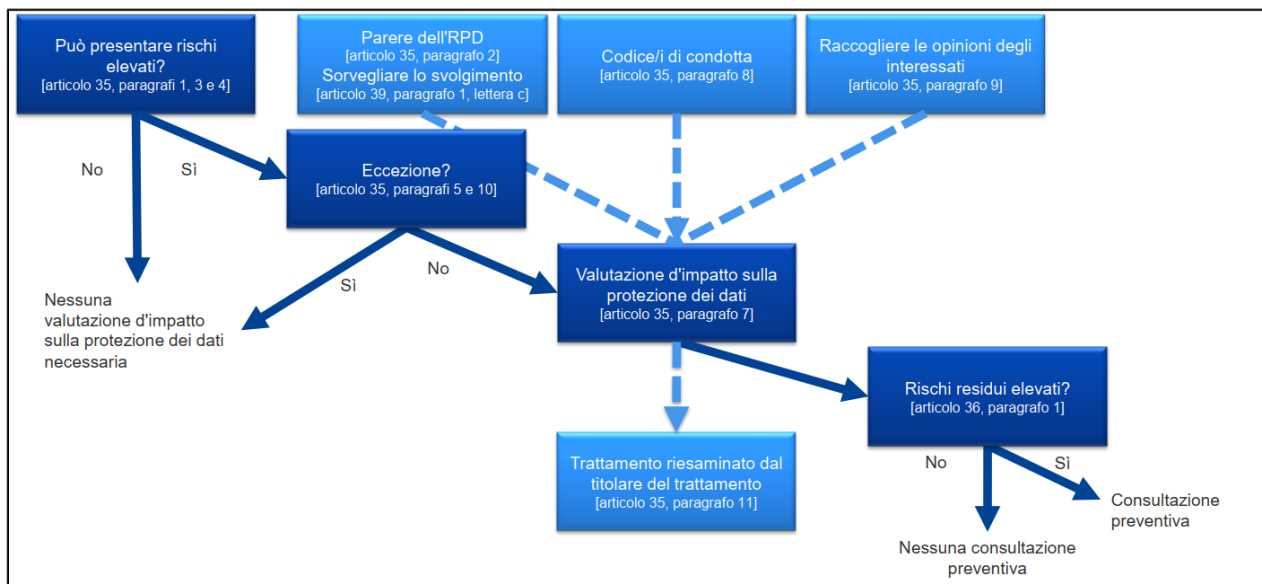 Può presentare rischi
elevati?
[articolo 35, paragrafi 1, 3 e 4]
Parere dell'RPD
[articolo 35, paragrafo 2]
Sorvegliare lo svolgimento
[articolo 39, paragrafo 1, lettera c]
Codice/i di condotta
[articolo 35, paragrafo 8]
Raccogliere le opinioni degli
interessati
[articolo 35, paragrafo 9]
No
Sì
Eccezione?
[articolo 35, paragrafi 5 e 10]
Sì
No
Nessuna
valutazione d'impatto
sulla protezione dei dati
necessaria
Valutazione d'impatto sulla
protezione dei dati
[articolo 35, paragrafo 7]
Rischi residui elevati?
[articolo 36, paragrafo 1]
Trattamento riesaminato dal
titolare del trattamento
[articolo 35, paragrafo 11]
No
Sì
Consultazione
preventiva
Nessuna consultazione
preventiva